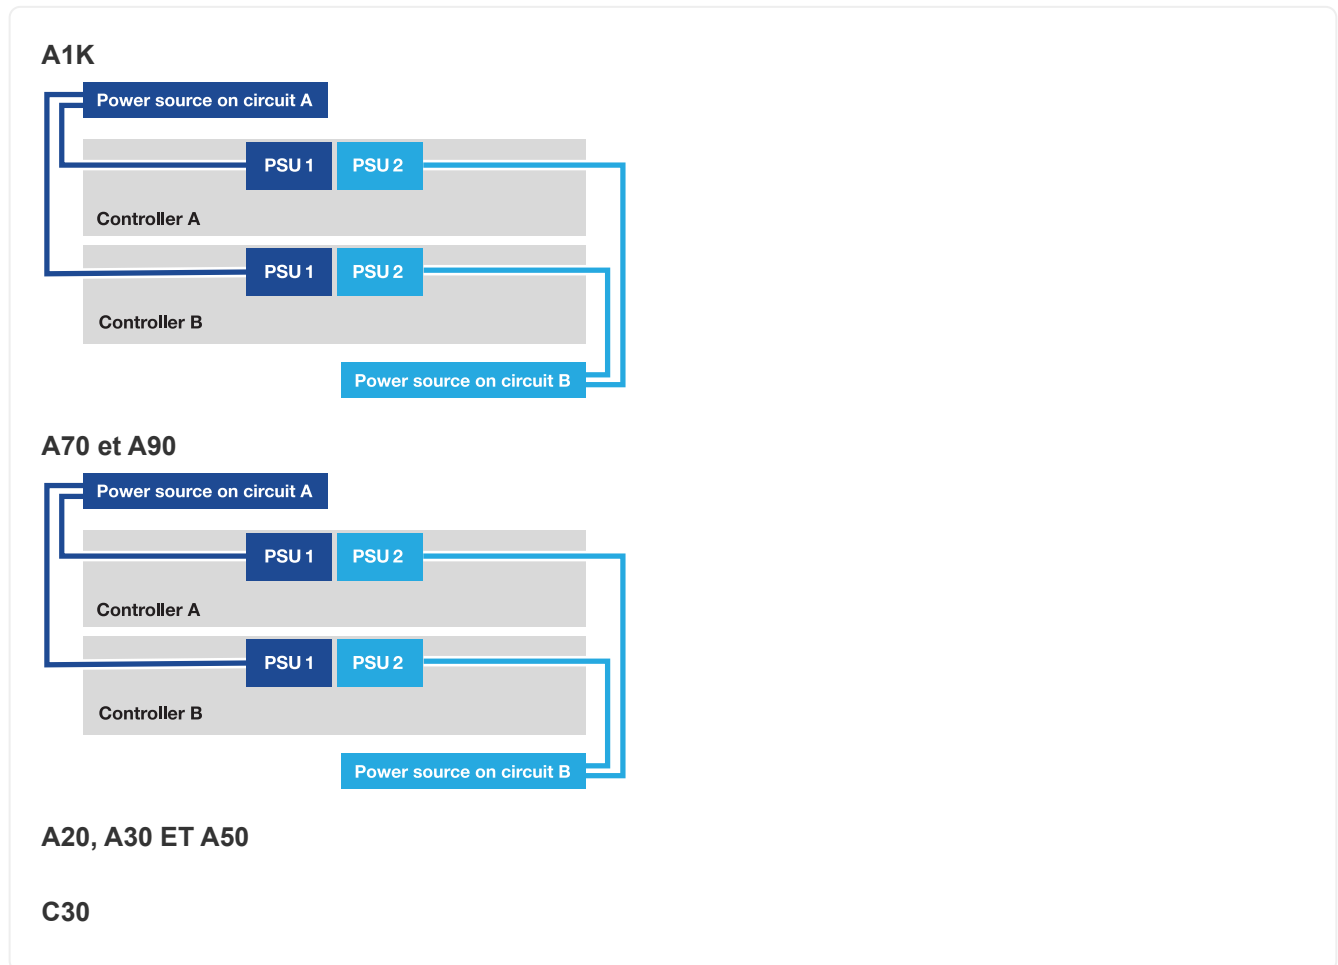 A1K
Power source on circuit A
PSU 1 PSU 2
Controller A
PSU 1 PSU 2
Controller B
Power source on circuit B
A70 et A90
Power source on circuit A
PSU 1 PSU 2
Controller A
PSU 1 PSU 2
Controller B
Power source on circuit B
A20, A30 ET A50
C30